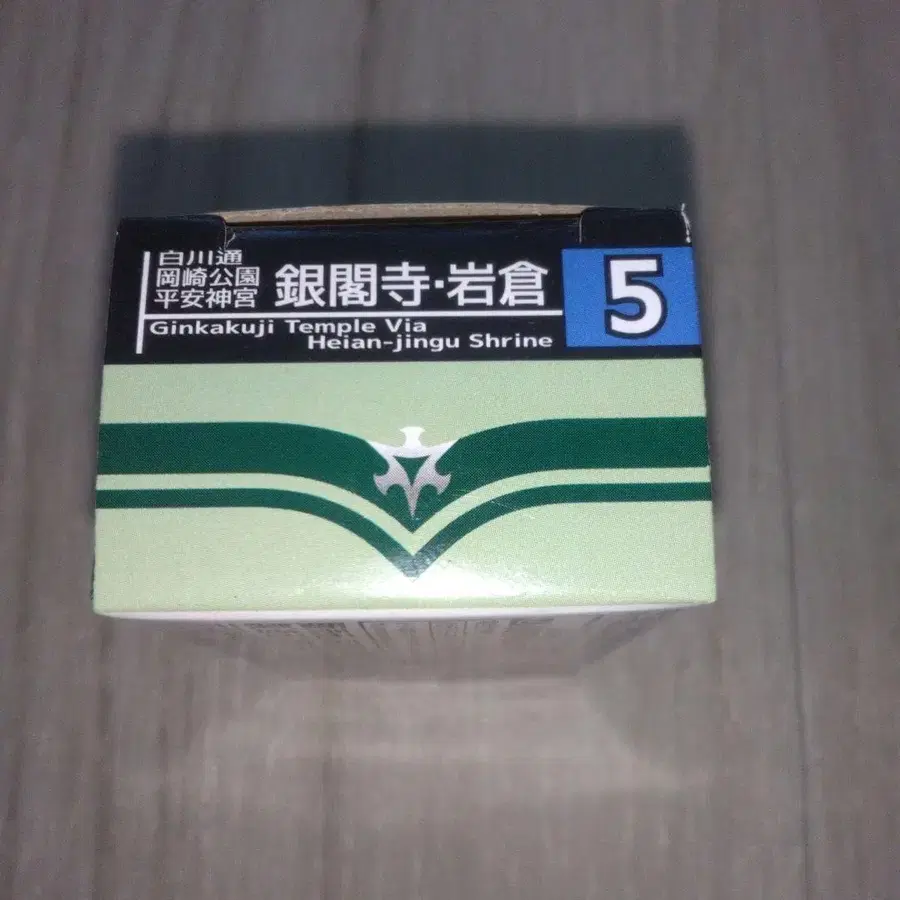 白川通
岡崎公園
平安神宮
銀閣寺・岩倉
5
Ginkakuji Temple Via
Heian-jingu Shrine